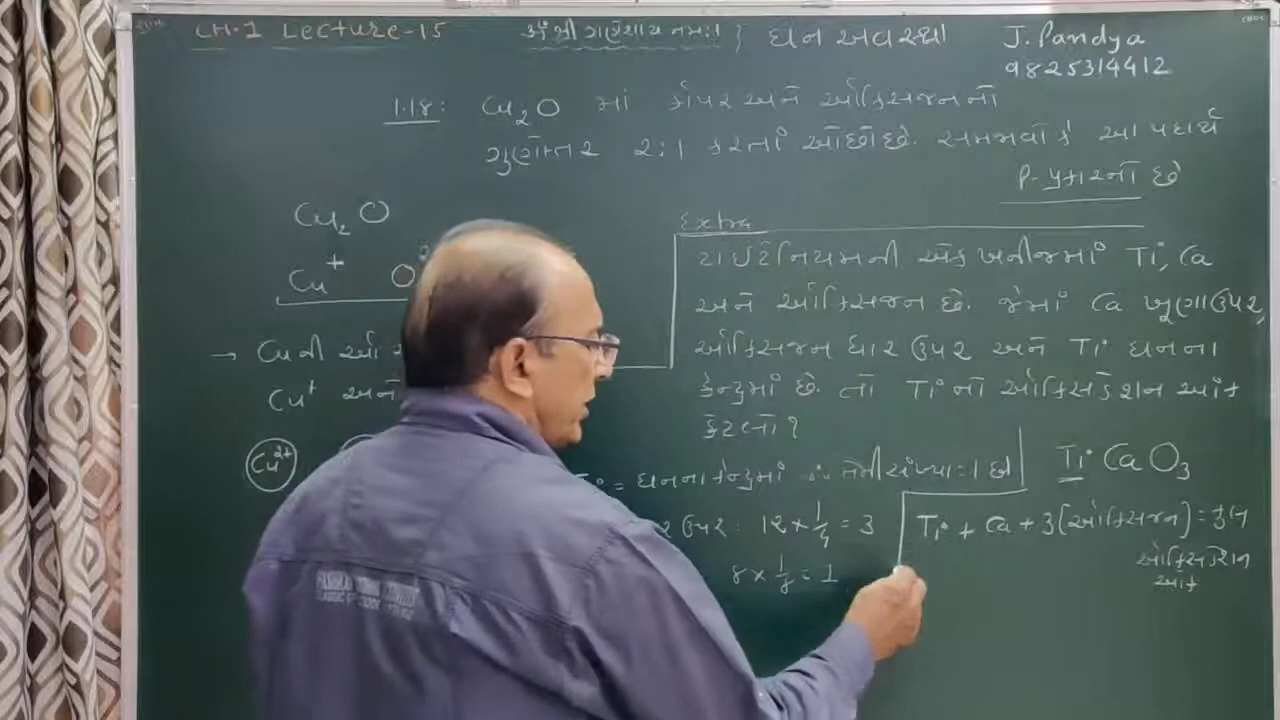 CH.1 Lecture-15
ૐ શ્રી ગણેશાય નમઃ। } ઘન અવસ્થા
J. Pandya
9825314412
1.18: Cu₂O માં કોપર અને ઓક્સિજનનો
ગુણોત્તર ૨:૧ કરતાં ઓછો છે. સમજાવો કે આ પદાર્થ
P-પ્રકારનો છે
Cu₂O
Cu⁺ O
→ Cu ની
Cu⁺ અને
Cu²⁺
Extra
ટાઈટેનિયમની એક ખનીજમાં Ti, Ca
અને ઓક્સિજન છે. જેમાં Ca ખૂણા ઉપર,
ઓક્સિજન ધાર ઉપર અને Ti ઘનના
કેન્દ્રમાં છે. તો Ti નો ઓક્સિડેશન આંક
કેટલો?
= ઘનના કેન્દ્રમાં ∴ તેની સંખ્યા = 1 છે
ઉપર: 12 × 1/4 = 3
8 × 1/8 = 1
Ti CaO₃
Ti + Ca + 3[ઓક્સિજન] = કુલ
ઓક્સિડેશન
આંક